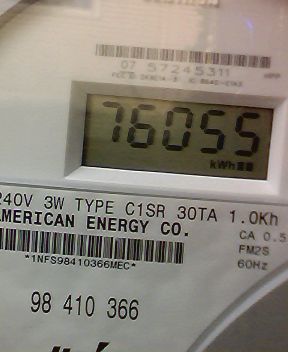 07 57245311
76055
kWh
240V 3W TYPE C1SR 30TA 1.0Kh
AMERICAN ENERGY CO.
CA 0.5
FM2S
*1NFS98410366MEC*
60Hz
98 410 366